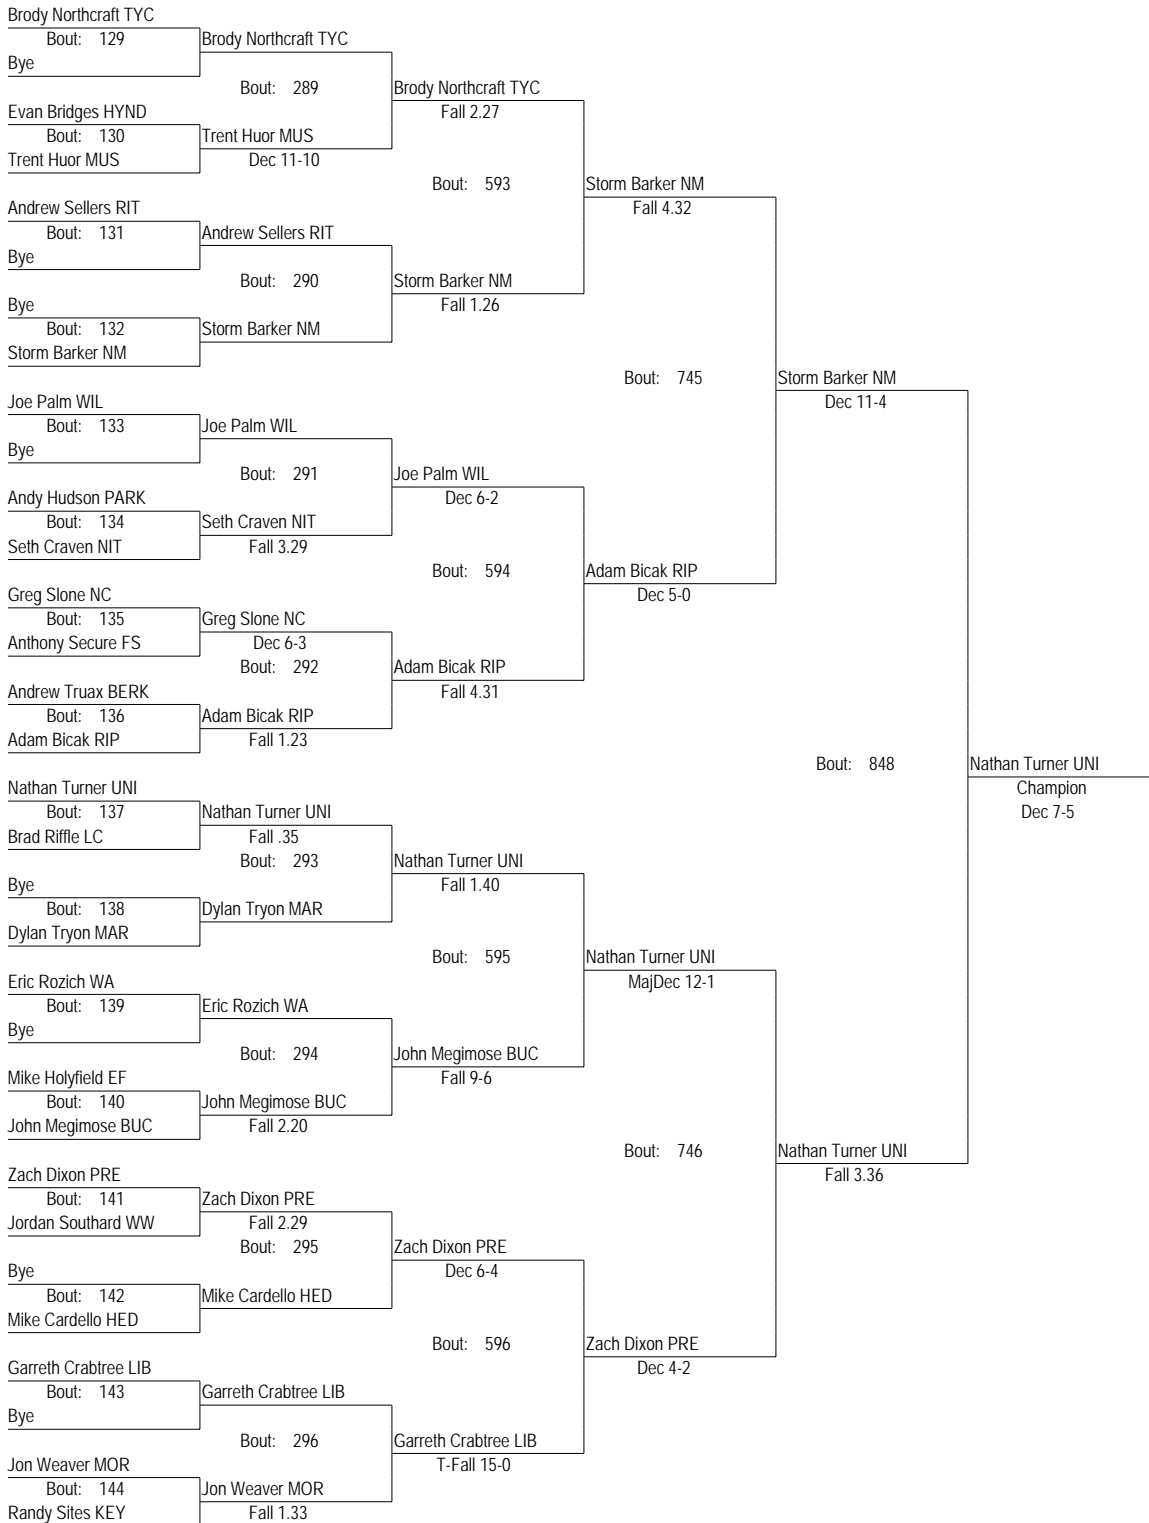 Brody Northcraft TYC
Bout: 129
Brody Northcraft TYC
Bye
Bout: 289
Brody Northcraft TYC
Fall 2.27
Evan Bridges HYND
Bout: 130
Trent Huor MUS
Trent Huor MUS
Dec 11-10
Bout: 593
Storm Barker NM
Fall 4.32
Andrew Sellers RIT
Bout: 131
Andrew Sellers RIT
Bye
Bout: 290
Storm Barker NM
Fall 1.26
Bye
Bout: 132
Storm Barker NM
Storm Barker NM
Bout: 745
Storm Barker NM
Dec 11-4
Joe Palm WIL
Bout: 133
Joe Palm WIL
Bye
Bout: 291
Joe Palm WIL
Dec 6-2
Andy Hudson PARK
Bout: 134
Seth Craven NIT
Seth Craven NIT
Fall 3.29
Bout: 594
Adam Bicak RIP
Dec 5-0
Greg Slone NC
Bout: 135
Greg Slone NC
Anthony Secure FS
Dec 6-3
Bout: 292
Adam Bicak RIP
Fall 4.31
Andrew Truax BERK
Bout: 136
Adam Bicak RIP
Adam Bicak RIP
Fall 1.23
Bout: 848
Nathan Turner UNI
Champion
Dec 7-5
Nathan Turner UNI
Bout: 137
Nathan Turner UNI
Brad Riffle LC
Fall .35
Bout: 293
Nathan Turner UNI
Fall 1.40
Bye
Bout: 138
Dylan Tryon MAR
Dylan Tryon MAR
Bout: 595
Nathan Turner UNI
MajDec 12-1
Eric Rozich WA
Bout: 139
Eric Rozich WA
Bye
Bout: 294
John Megimose BUC
Fall 9-6
Mike Holyfield EF
Bout: 140
John Megimose BUC
John Megimose BUC
Fall 2.20
Bout: 746
Nathan Turner UNI
Fall 3.36
Zach Dixon PRE
Bout: 141
Zach Dixon PRE
Jordan Southard WW
Fall 2.29
Bout: 295
Zach Dixon PRE
Dec 6-4
Bye
Bout: 142
Mike Cardello HED
Mike Cardello HED
Bout: 596
Zach Dixon PRE
Dec 4-2
Garreth Crabtree LIB
Bout: 143
Garreth Crabtree LIB
Bye
Bout: 296
Garreth Crabtree LIB
T-Fall 15-0
Jon Weaver MOR
Bout: 144
Jon Weaver MOR
Randy Sites KEY
Fall 1.33